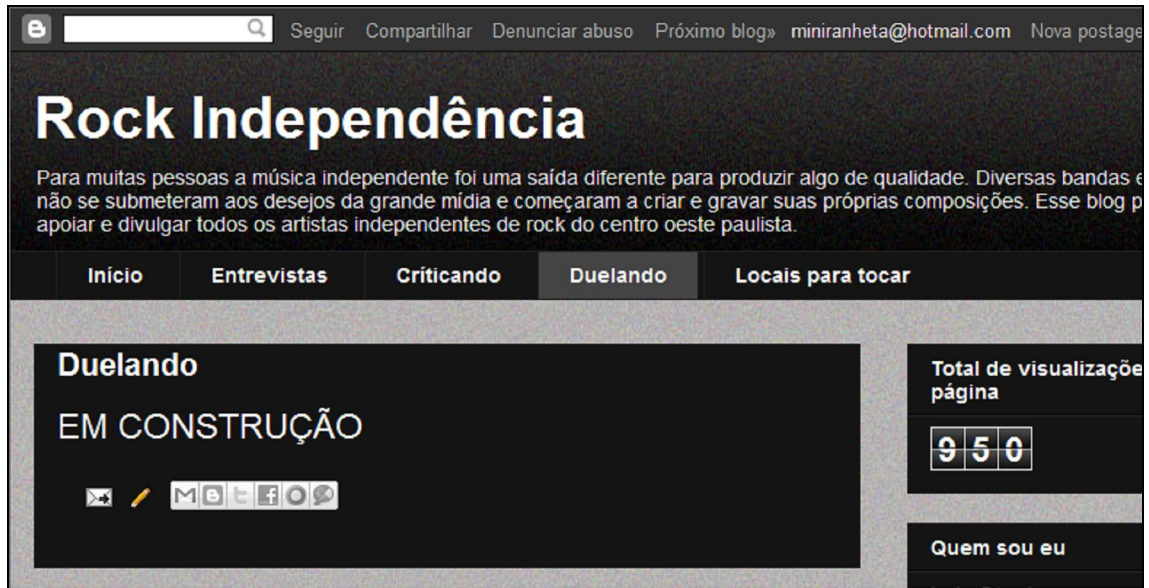 Seguir Compartilhar Denunciar abuso Próximo blog» miniranheta@hotmail.com Nova postage
Rock Independência
Para muitas pessoas a música independente foi uma saída diferente para produzir algo de qualidade. Diversas bandas e
não se submeteram aos desejos da grande mídia e começaram a criar e gravar suas próprias composições. Esse blog p
apoiar e divulgar todos os artistas independentes de rock do centro oeste paulista.
Início Entrevistas Críticando Duelando Locais para tocar
Duelando
EM CONSTRUÇÃO
Total de visualizaçõe
página
950
Quem sou eu